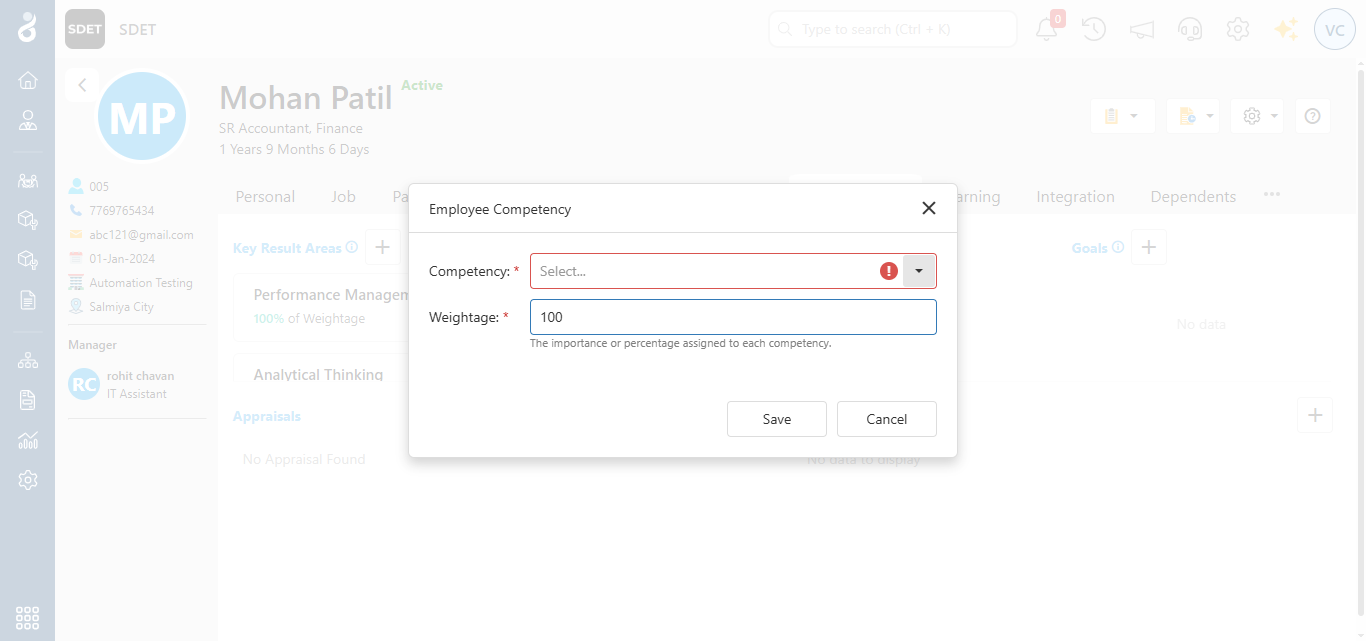 SDET SDET Type to search (Ctrl + K) 0 VC
MP Mohan Patil Active
SR Accountant, Finance
1 Years 9 Months 6 Days
005
7769765434
abc121@gmail.com
01-Jan-2024
Automation Testing
Salmiya City
Manager
RC rohit chavan
IT Assistant
Personal Job Pa arning Integration Dependents
Key Result Areas
Performance Managem
100% of Weightage
Analytical Thinking
Goals
No data
Appraisals
No Appraisal Found
No data to display
Employee Competency
Competency: * Select...
Weightage: * 100
The importance or percentage assigned to each competency.
Save Cancel